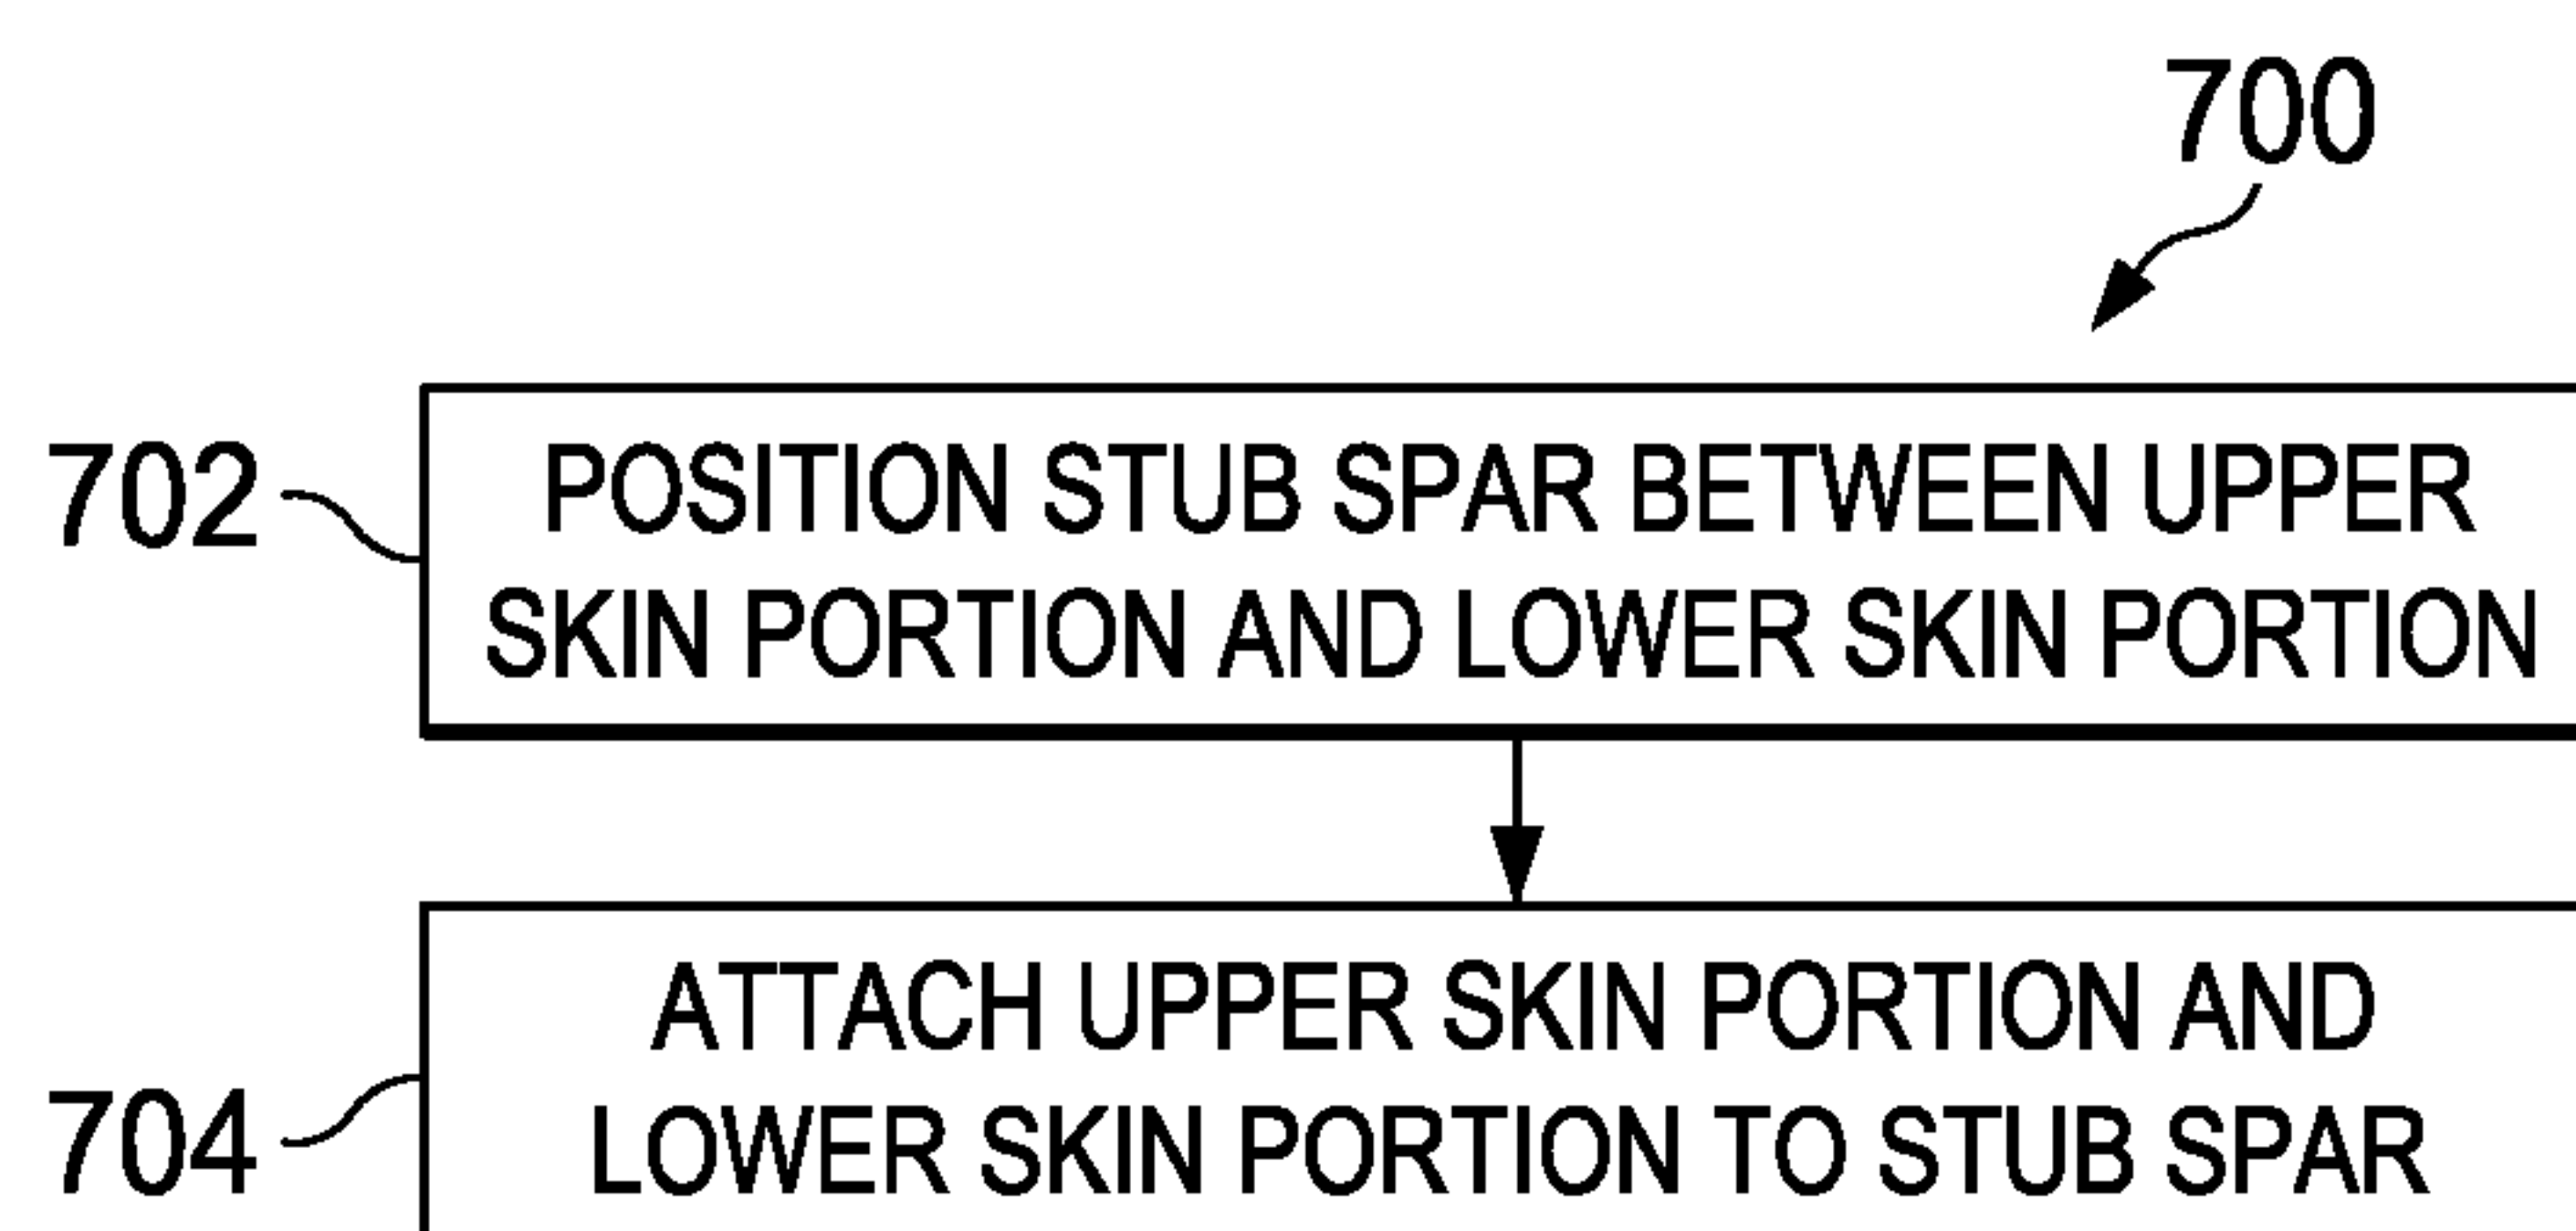 700
702
POSITION STUB SPAR BETWEEN UPPER
SKIN PORTION AND LOWER SKIN PORTION
704
ATTACH UPPER SKIN PORTION AND
LOWER SKIN PORTION TO STUB SPAR